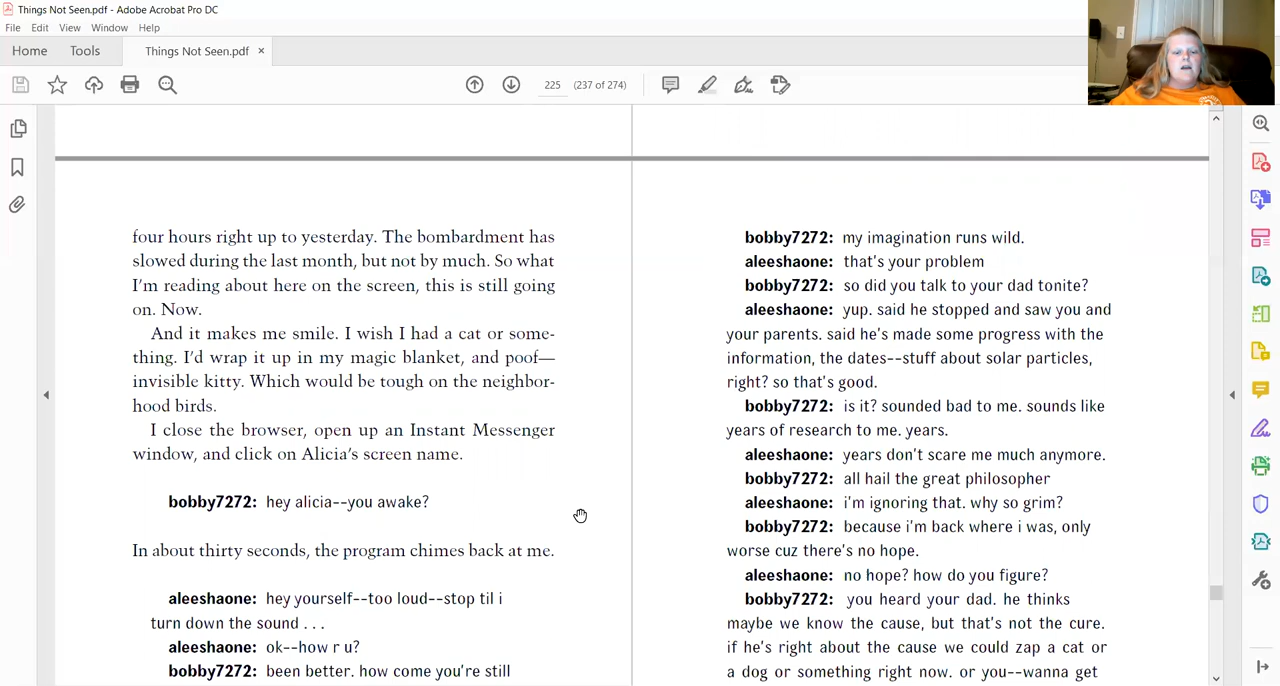 Things Not Seen.pdf - Adobe Acrobat Pro DC
File Edit View Window Help
Home Tools Things Not Seen.pdf ×
225 (237 of 274)
four hours right up to yesterday. The bombardment has
slowed during the last month, but not by much. So what
I'm reading about here on the screen, this is still going
on. Now.
And it makes me smile. I wish I had a cat or some-
thing. I'd wrap it up in my magic blanket, and poof—
invisible kitty. Which would be tough on the neighbor-
hood birds.
I close the browser, open up an Instant Messenger
window, and click on Alicia's screen name.
bobby7272: hey alicia--you awake?
In about thirty seconds, the program chimes back at me.
aleeshaone: hey yourself--too loud--stop til i
turn down the sound . . .
aleeshaone: ok--how r u?
bobby7272: been better. how come you're still
bobby7272: my imagination runs wild.
aleeshaone: that's your problem
bobby7272: so did you talk to your dad tonite?
aleeshaone: yup. said he stopped and saw you and
your parents. said he's made some progress with the
information, the dates--stuff about solar particles,
right? so that's good.
bobby7272: is it? sounded bad to me. sounds like
years of research to me. years.
aleeshaone: years don't scare me much anymore.
bobby7272: all hail the great philosopher
aleeshaone: i'm ignoring that. why so grim?
bobby7272: because i'm back where i was, only
worse cuz there's no hope.
aleeshaone: no hope? how do you figure?
bobby7272: you heard your dad. he thinks
maybe we know the cause, but that's not the cure.
if he's right about the cause we could zap a cat or
a dog or something right now. or you--wanna get